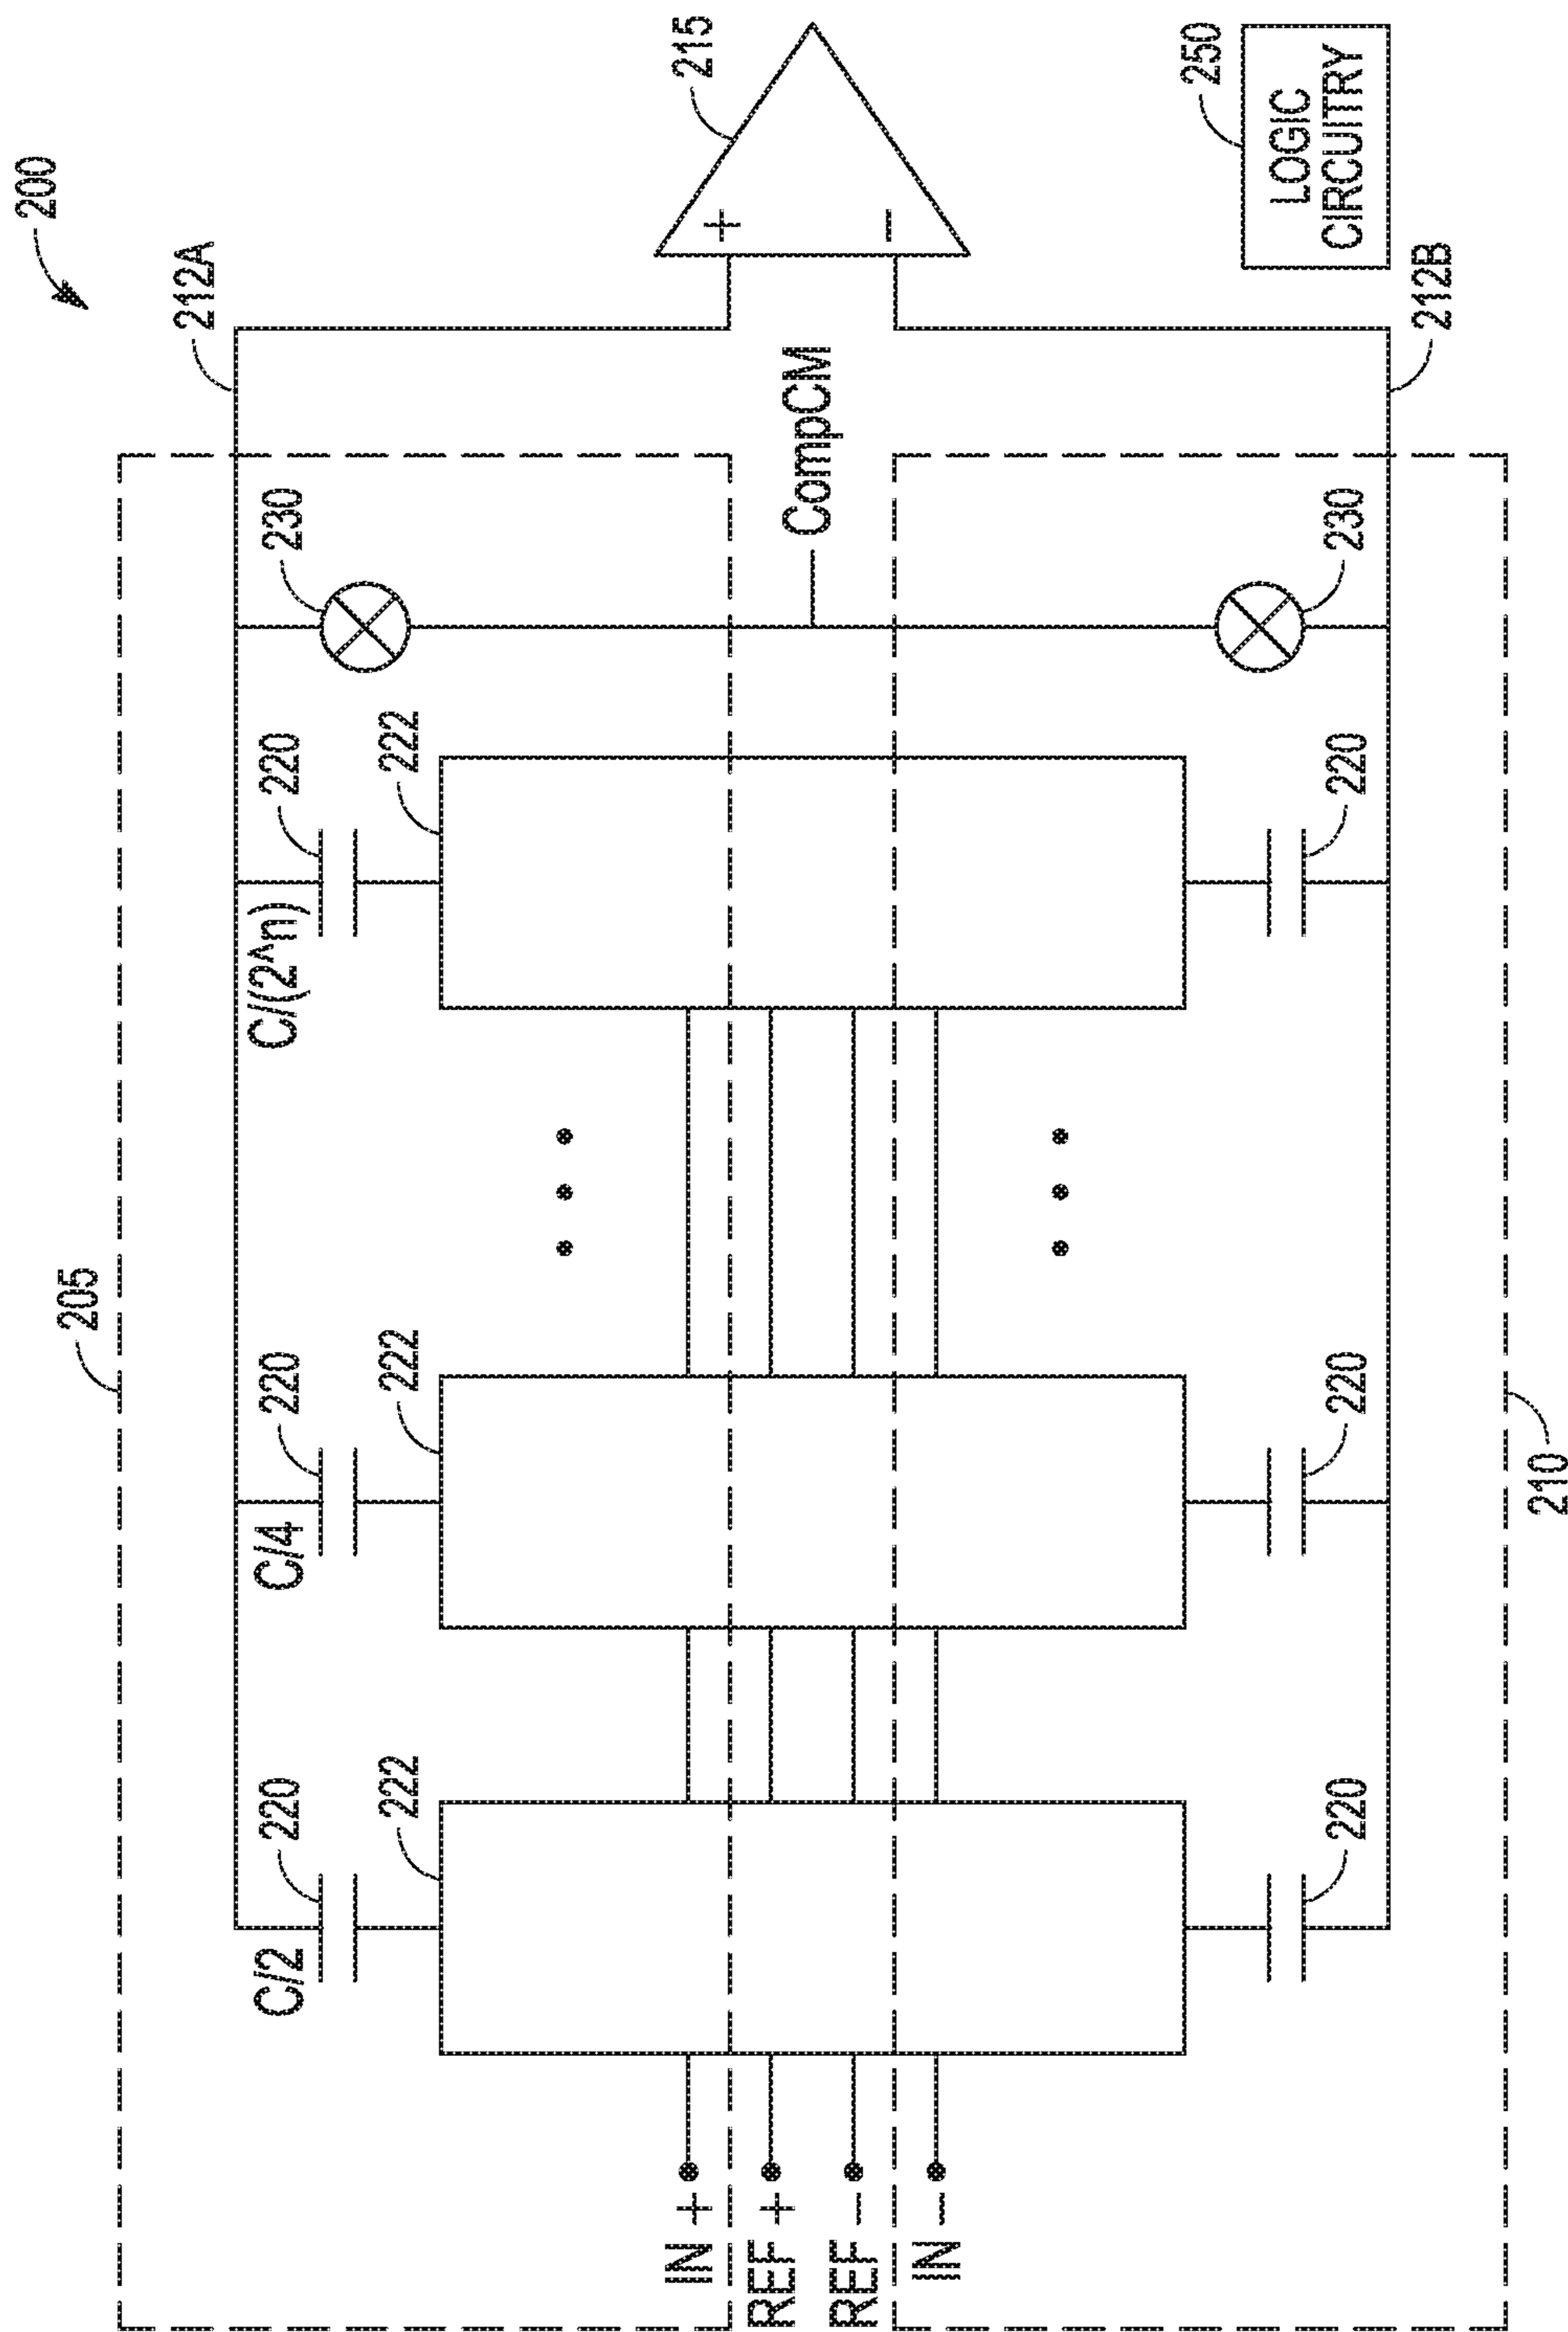 200
205
212A
C/2
220
C/4
220
C/(2^n)
220
230
222
222
222
215
IN +
REF +
REF −
IN −
+
−
CompCM
220
220
220
230
250
LOGIC
CIRCUITRY
212B
210